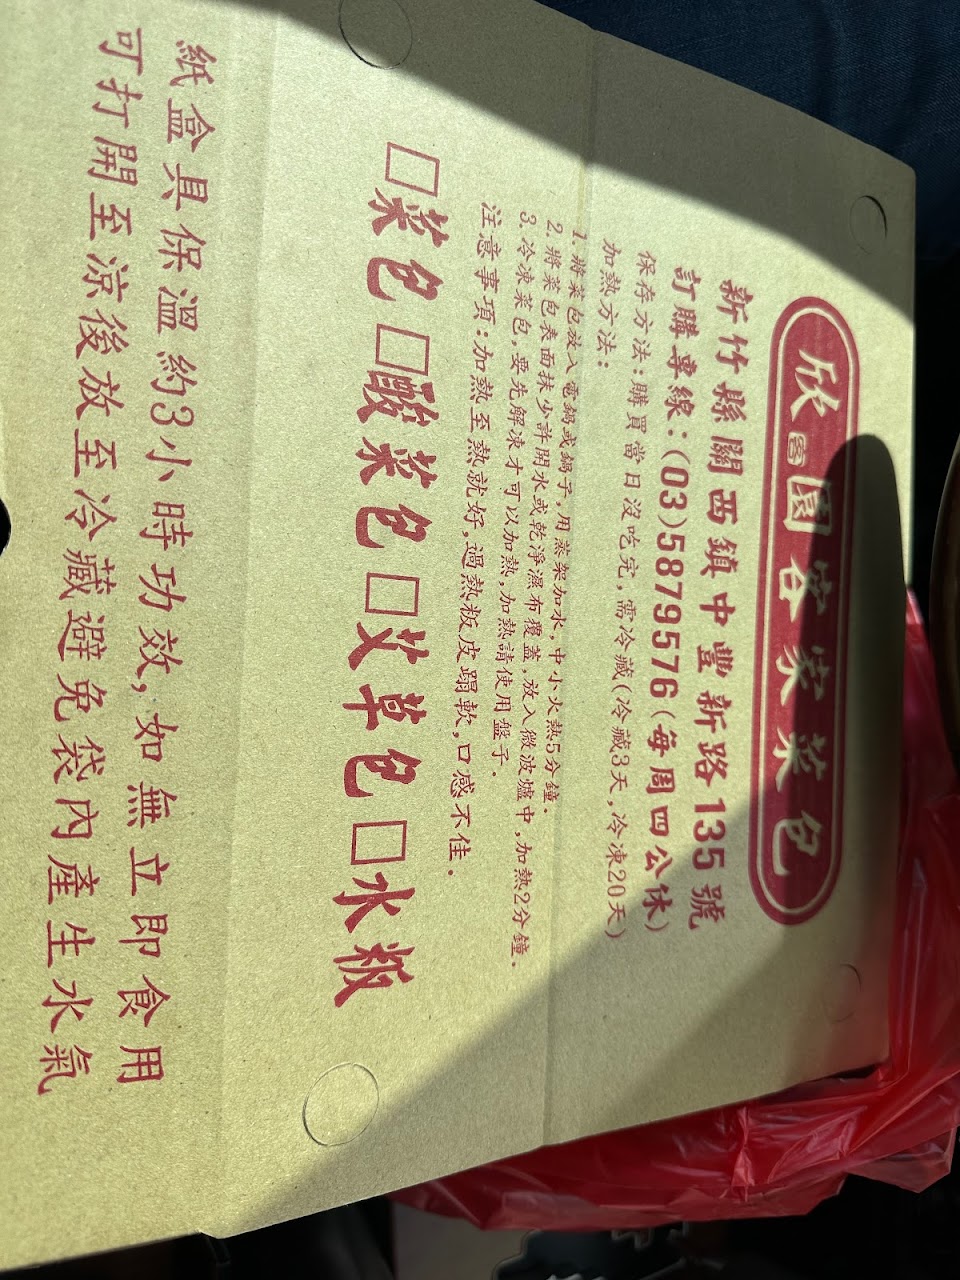 欣園客家菜包
新竹縣關西鎮中豐新路135號
訂購專線:(03)5879576(每周四公休)
保存方法:購買當日沒吃完,需冷藏(冷藏3天,冷凍20天)
加熱方法:
1.將菜包放入電鍋或鍋子,用蒸架加水,中小火熱5分鐘.
2.將菜包表面抹少許開水或乾淨濕布覆蓋,放入微波爐中,加熱2分鐘.
3.冷凍菜包,要先解凍才可以加熱,加熱請使用盤子.
注意事項:加熱至熱就好,過熱粄皮蹋軟,口感不佳.
□菜包□酸菜包□艾草包□水粄
紙盒具保溫約3小時功效,如無立即食用
可打開至涼後放至冷藏避免袋內產生水氣